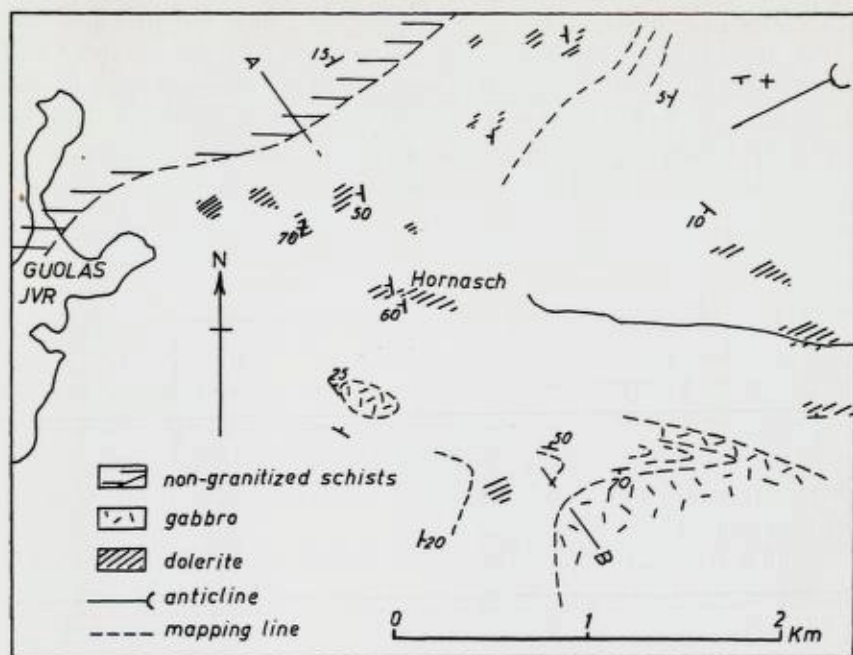 A
15
5
50
70
10
N
GUOLAS
JVR
Hornasch
60
25
50
70
20
B
non-granitized schists
gabbro
dolerite
anticline
mapping line
0 1 2 Km